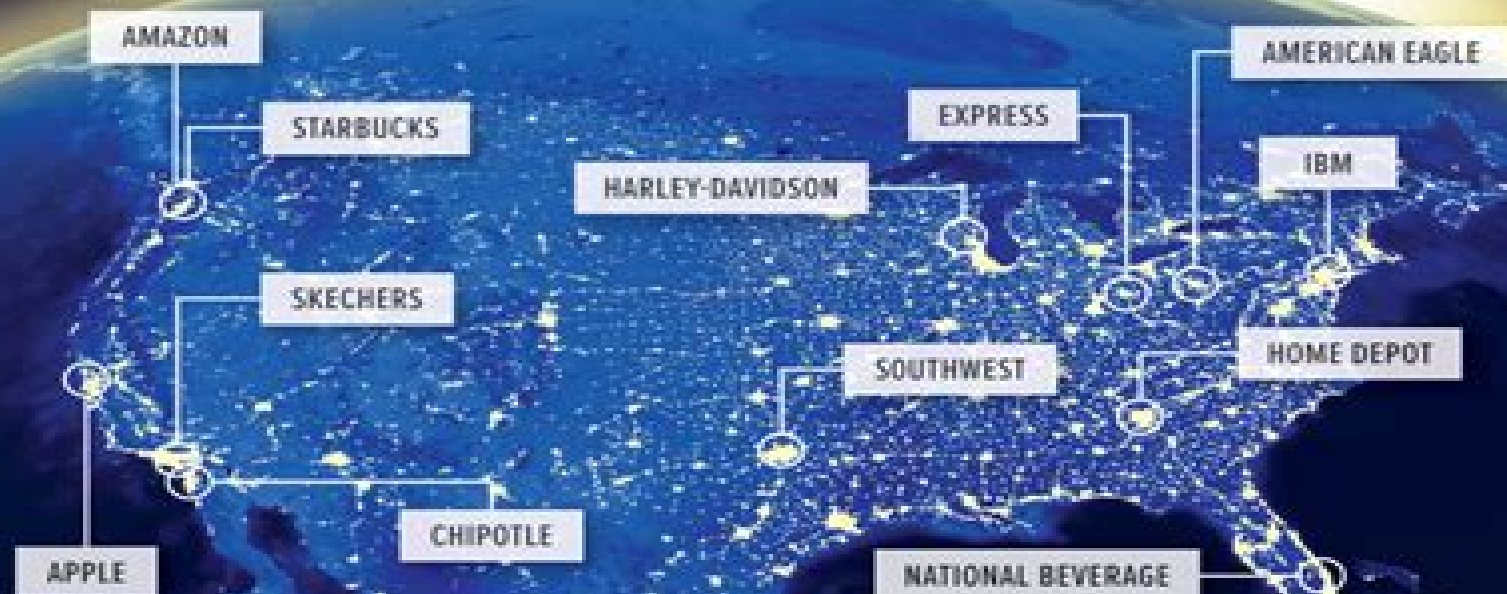 AMAZON
AMERICAN EAGLE
EXPRESS
STARBUCKS
IBM
HARLEY-DAVIDSON
SKECHERS
HOME DEPOT
SOUTHWEST
CHIPOTLE
APPLE
NATIONAL BEVERAGE